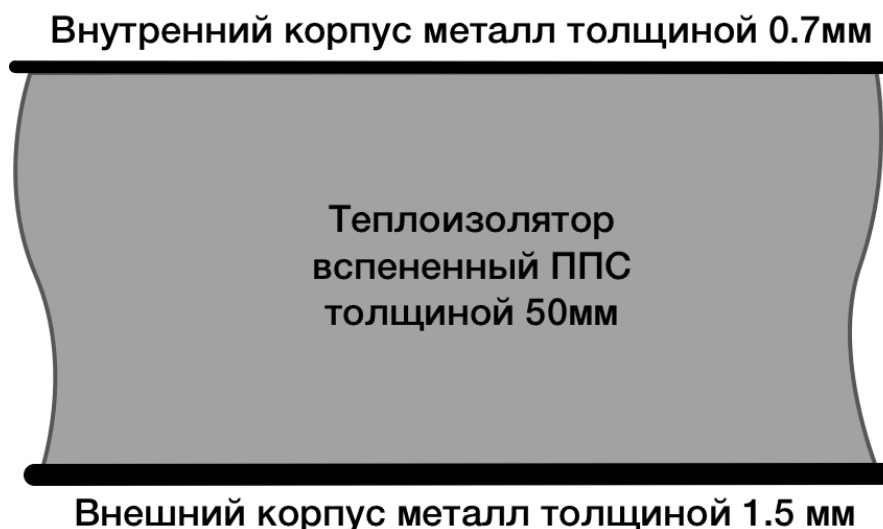 Внутренний корпус металл толщиной 0.7мм
Теплоизолятор
вспененный ППС
толщиной 50мм
Внешний корпус металл толщиной 1.5 мм